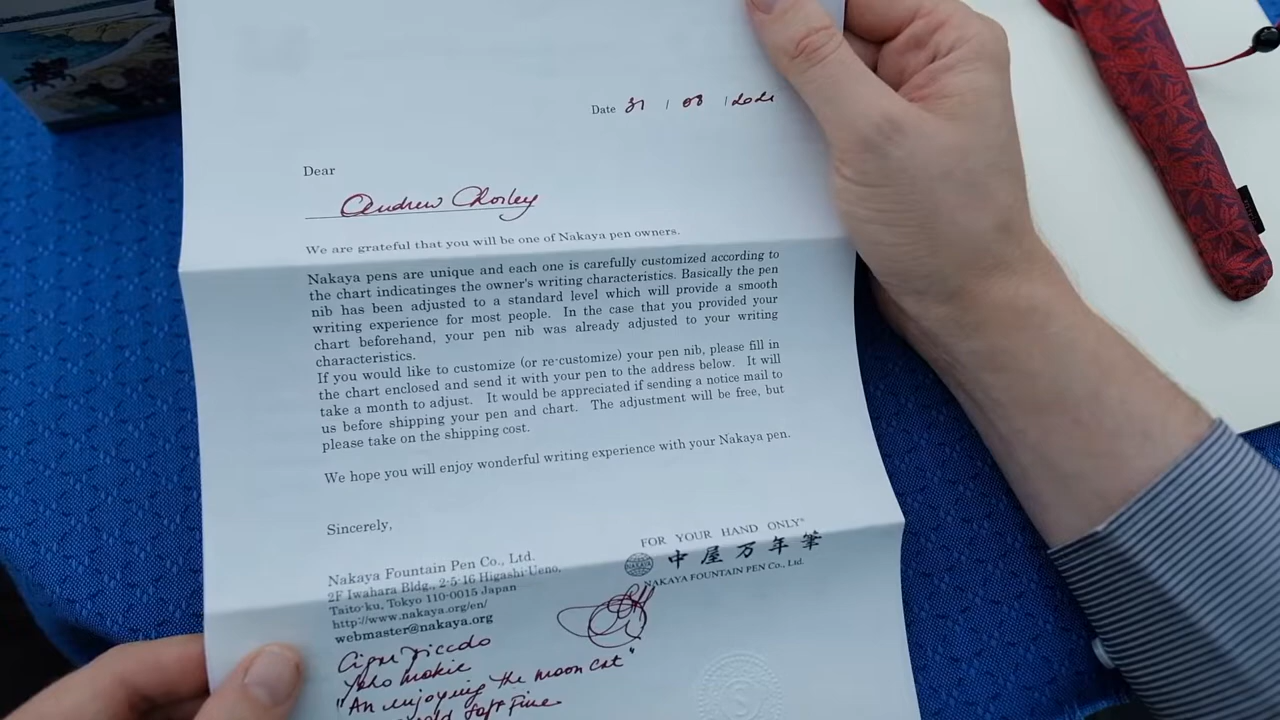 Date 31 / 08 / 2021
Dear
Andrew Chorley
We are grateful that you will be one of Nakaya pen owners.
Nakaya pens are unique and each one is carefully customized according to
the chart indicatinges the owner's writing characteristics. Basically the pen
nib has been adjusted to a standard level which will provide a smooth
writing experience for most people. In the case that you provided your
chart beforehand, your pen nib was already adjusted to your writing
characteristics.
If you would like to customize (or re-customize) your pen nib, please fill in
the chart enclosed and send it with your pen to the address below. It will
take a month to adjust. It would be appreciated if sending a notice mail to
us before shipping your pen and chart. The adjustment will be free, but
please take on the shipping cost.
We hope you will enjoy wonderful writing experience with your Nakaya pen.
Sincerely,
FOR YOUR HAND ONLY
中屋万年筆
NAKAYA FOUNTAIN PEN Co., Ltd.
Nakaya Fountain Pen Co., Ltd.
2F Iwahara Bldg., 2-5-16 Higashi-Ueno,
Taito-ku, Tokyo 110-0015 Japan
http://www.nakaya.org/en/
webmaster@nakaya.org
Cigar Piccolo
Yoko Makie
"An enjoying the moon cat"
Soft Fine